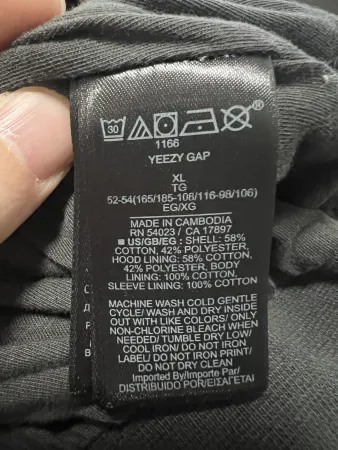 30
®
1166
YEEZY GAP
XL
TG
52-54(165/185-108/116-98/106)
EG/XG
MADE IN CAMBODIA
RN 54023 / CA 17897
US/GB/EG : SHELL: 58%
COTTON, 42% POLYESTER,
HOOD LINING: 58% COTTON,
42% POLYESTER, BODY
LINING: 100% COTTON,
SLEEVE LINING: 100% COTTON
MACHINE WASH COLD GENTLE
CYCLE/ WASH AND DRY INSIDE
OUT WITH LIKE COLORS/ ONLY
NON-CHLORINE BLEACH WHEN
NEEDED/ TUMBLE DRY LOW/
COOL IRON/ DO NOT IRON
LABEL/ DO NOT IRON PRINT/
DO NOT DRY CLEAN
Imported By/Importe Par/
DISTRIBUIDO POR/ΕΙΣΑΓΕΤΑΙ